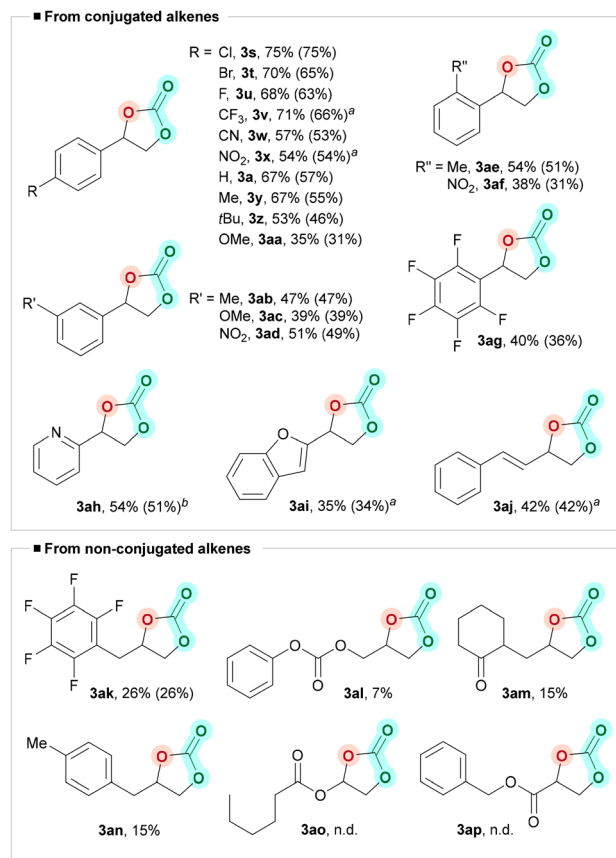 ■ From conjugated alkenes
R = Cl, 3s, 75% (75%)
Br, 3t, 70% (65%)
F, 3u, 68% (63%)
CF₃, 3v, 71% (66%)ᵃ
CN, 3w, 57% (53%)
NO₂, 3x, 54% (54%)ᵃ
H, 3a, 67% (57%)
Me, 3y, 67% (55%)
tBu, 3z, 53% (46%)
OMe, 3aa, 35% (31%)
R
O
O
O
R"
O
O
O
R" = Me, 3ae, 54% (51%)
NO₂, 3af, 38% (31%)
R'
O
O
O
R' = Me, 3ab, 47% (47%)
OMe, 3ac, 39% (39%)
NO₂, 3ad, 51% (49%)
F
F
F
F
F
O
O
O
3ag, 40% (36%)
N
O
O
O
3ah, 54% (51%)ᵇ
O
O
O
O
3ai, 35% (34%)ᵃ
O
O
O
3aj, 42% (42%)ᵃ
■ From non-conjugated alkenes
F
F
F
F
F
O
O
O
3ak, 26% (26%)
O
O
O
O
O
O
3al, 7%
O
O
O
O
3am, 15%
Me
O
O
O
3an, 15%
O
O
O
O
O
3ao, n.d.
O
O
O
O
O
3ap, n.d.